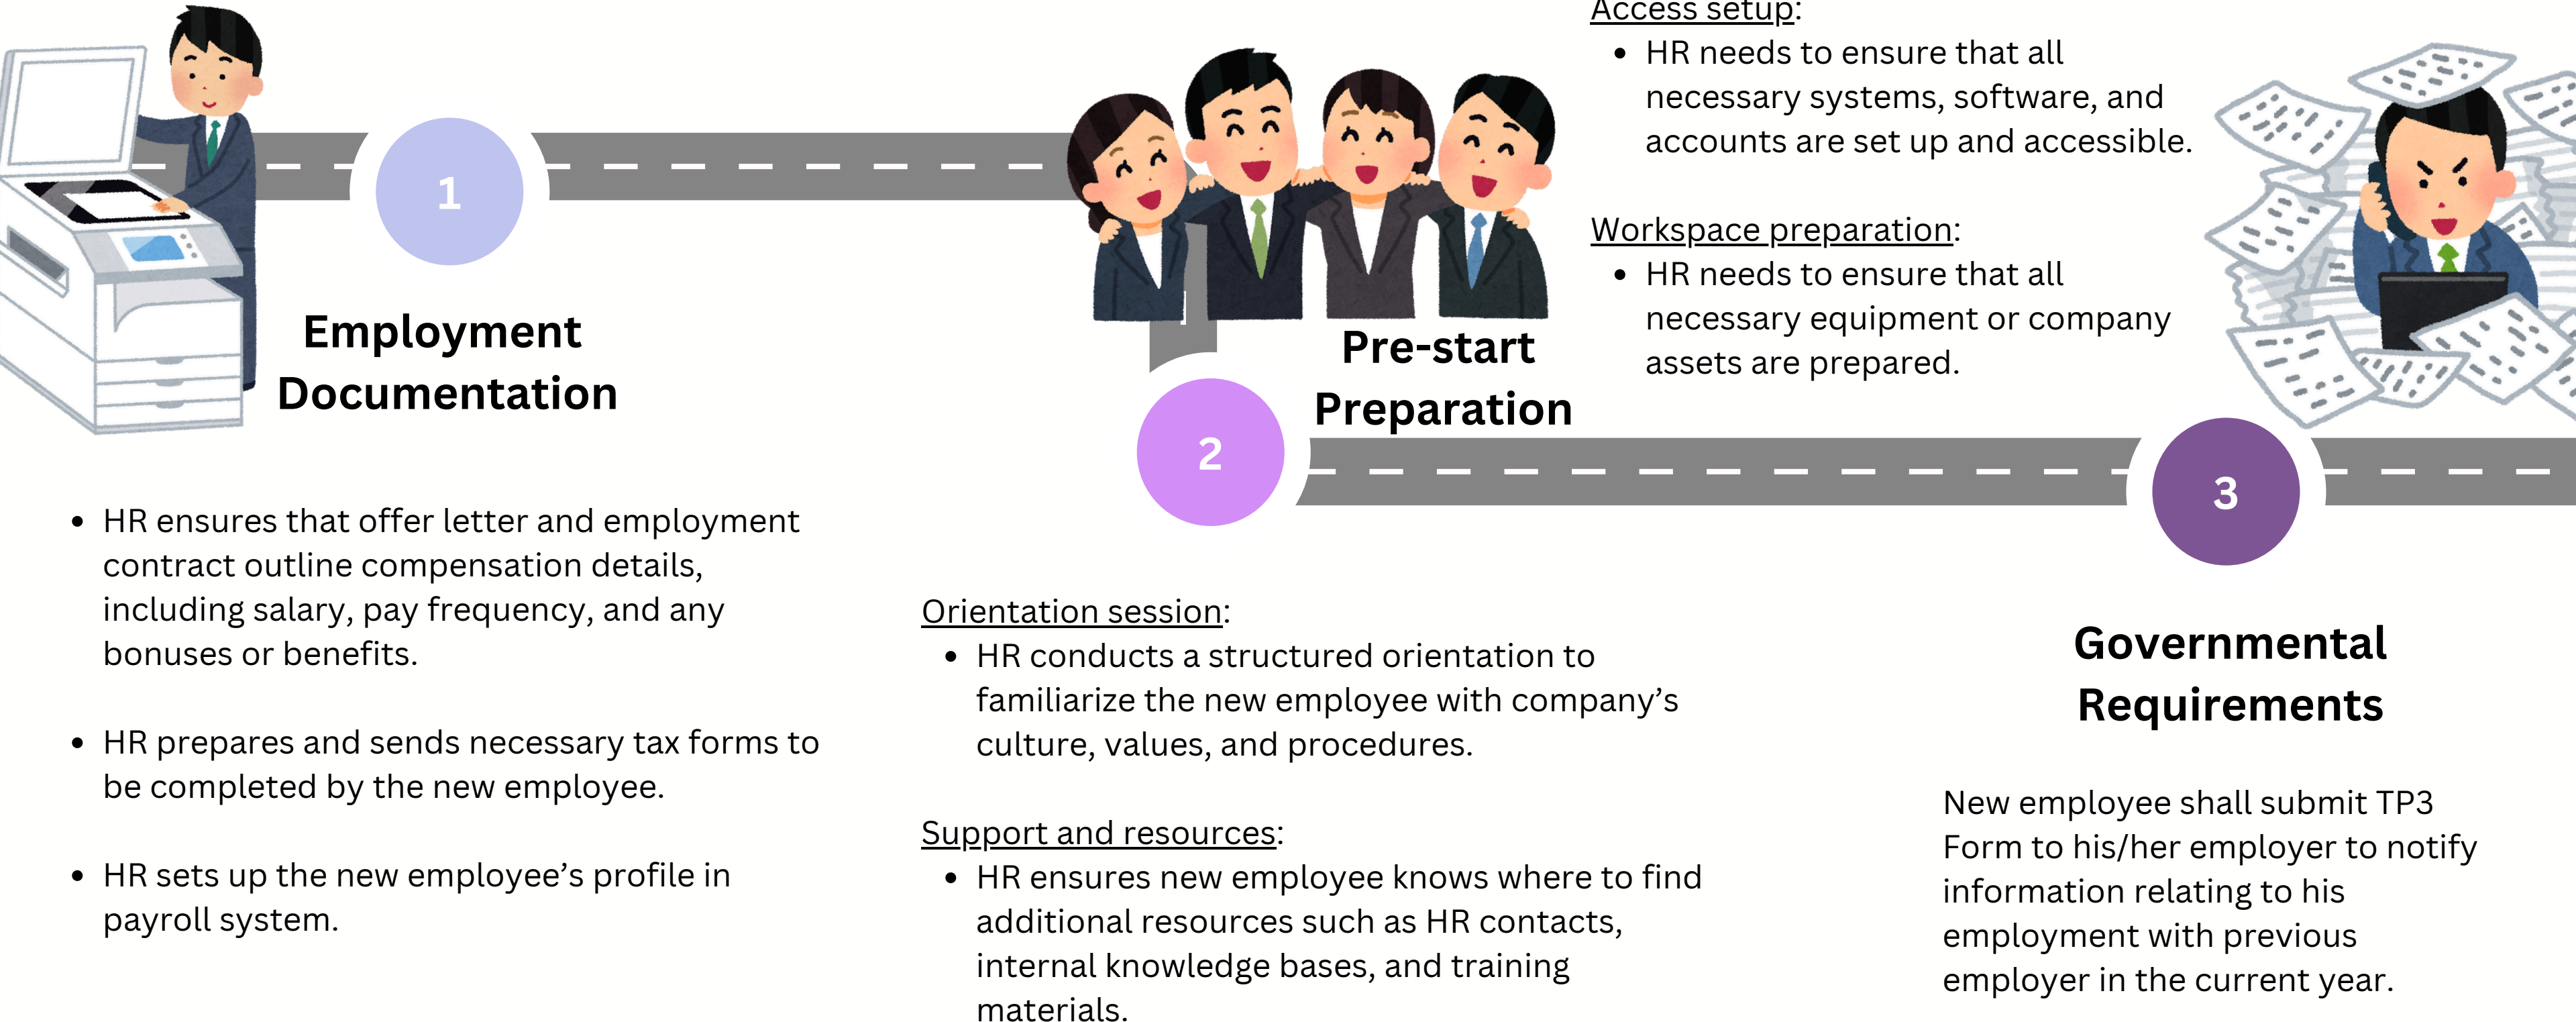 1
Employment
Documentation
HR ensures that offer letter and employment
contract outline compensation details,
including salary, pay frequency, and any
bonuses or benefits.
HR prepares and sends necessary tax forms to
be completed by the new employee.
HR sets up the new employee’s profile in
payroll system.
2
Pre-start
Preparation
Access setup:
HR needs to ensure that all
necessary systems, software, and
accounts are set up and accessible.
Workspace preparation:
HR needs to ensure that all
necessary equipment or company
assets are prepared.
Orientation session:
HR conducts a structured orientation to
familiarize the new employee with company’s
culture, values, and procedures.
Support and resources:
HR ensures new employee knows where to find
additional resources such as HR contacts,
internal knowledge bases, and training
materials.
3
Governmental
Requirements
New employee shall submit TP3
Form to his/her employer to notify
information relating to his
employment with previous
employer in the current year.